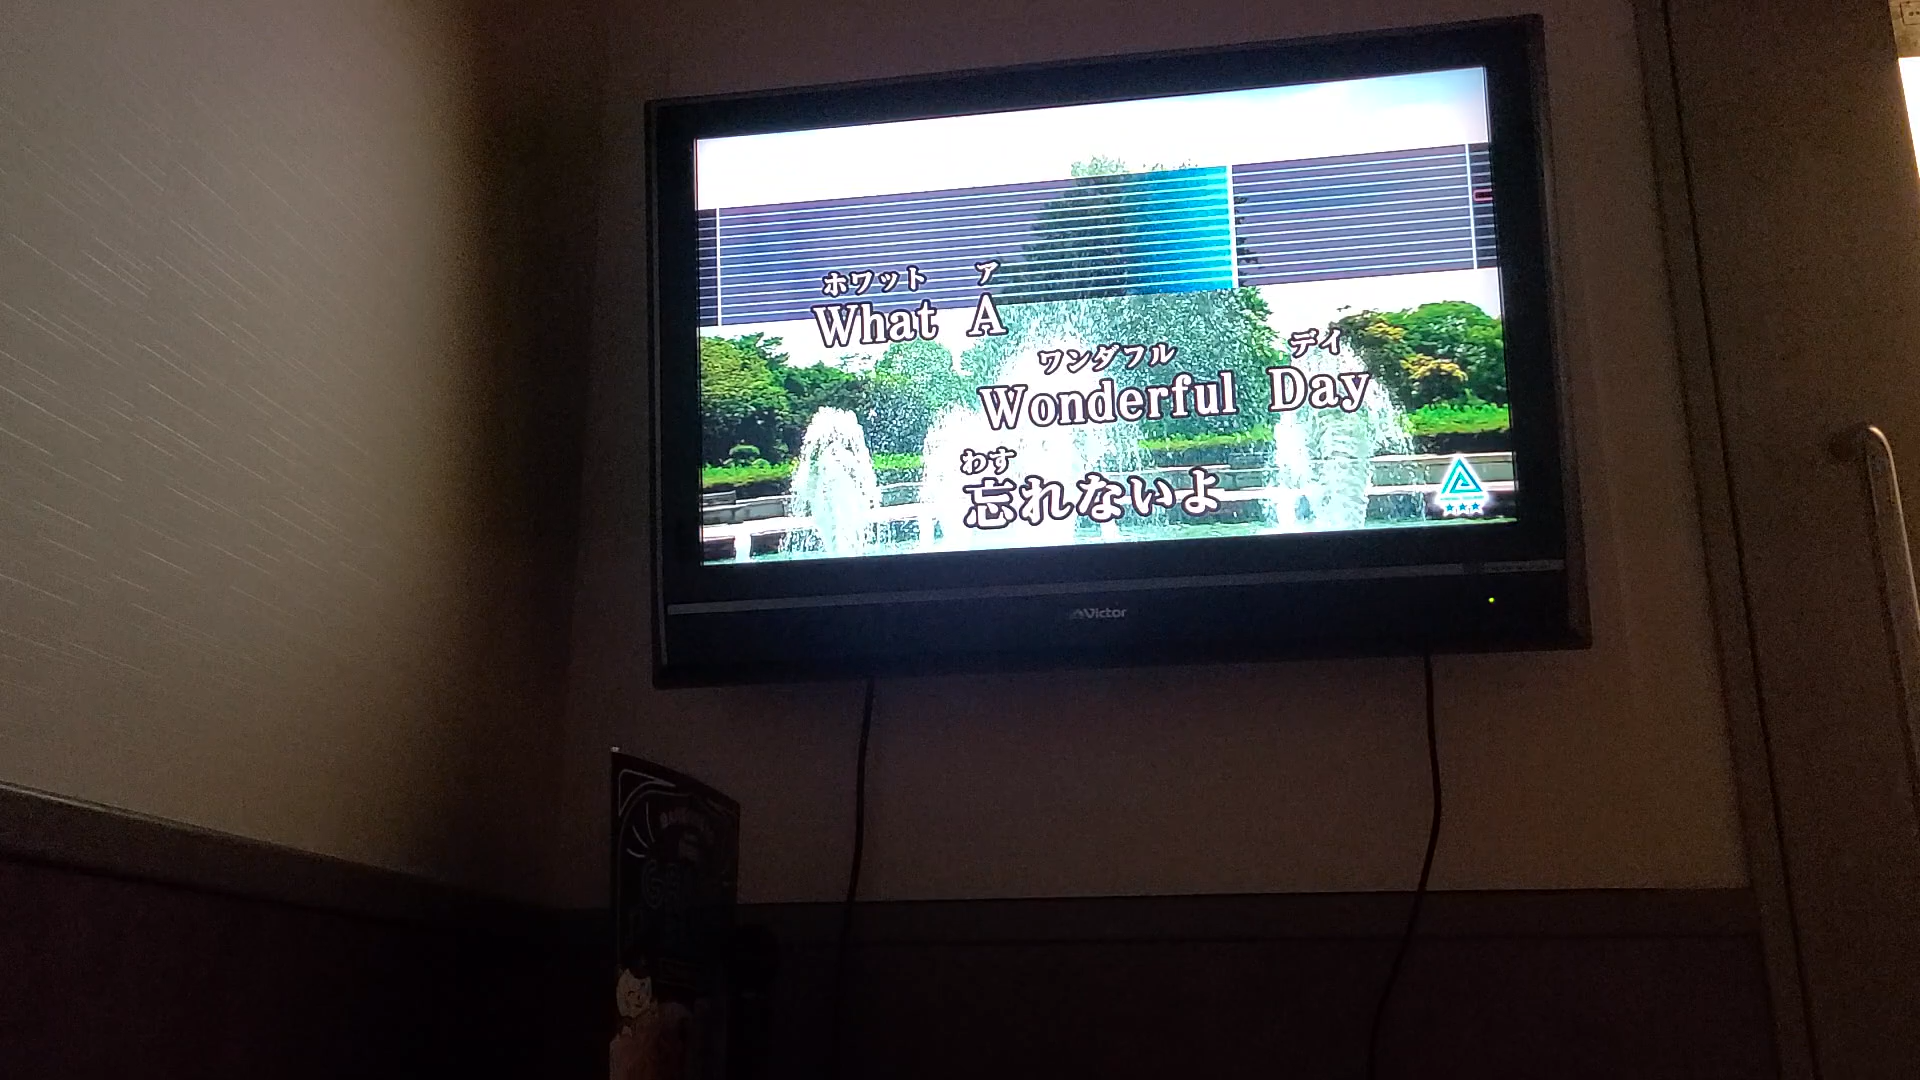 ホワット ア
What A
ワンダフル デイ
Wonderful Day
わす
忘れないよ
Victor